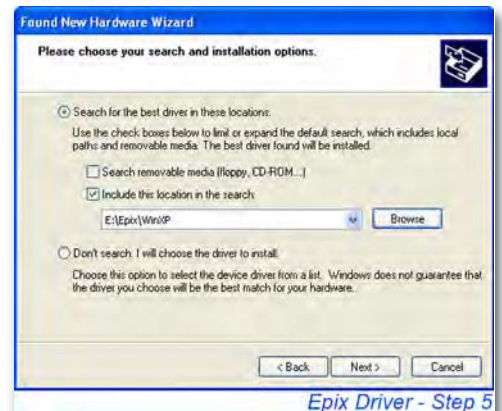 Found New Hardware Wizard
Please choose your search and installation options.
Search for the best driver in these locations.
Use the check boxes below to limit or expand the default search, which includes local
paths and removable media. The best driver found will be installed.
Search removable media (floppy, CD-ROM...)
Include this location in the search:
E:\Epix\WinXP
Browse
Don't search. I will choose the driver to install.
Choose this option to select the device driver from a list. Windows does not guarantee that
the driver you choose will be the best match for your hardware.
< Back Next > Cancel
Epix Driver - Step 5